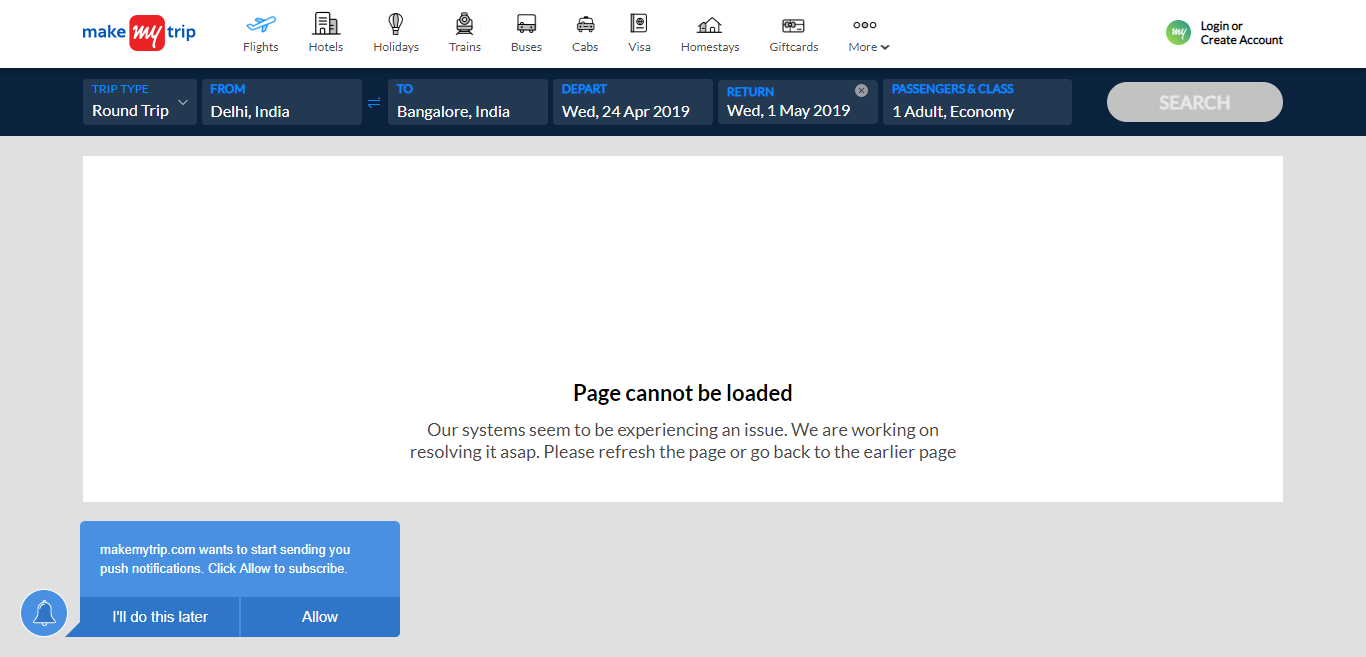 make my trip
Flights
Hotels
Holidays
Trains
Buses
Cabs
Visa
Homestays
Giftcards
More
my
Login or
Create Account
TRIP TYPE
Round Trip
FROM
Delhi, India
TO
Bangalore, India
DEPART
Wed, 24 Apr 2019
RETURN
Wed, 1 May 2019
PASSENGERS & CLASS
1 Adult, Economy
SEARCH
Page cannot be loaded
Our systems seem to be experiencing an issue. We are working on
resolving it asap. Please refresh the page or go back to the earlier page
makemytrip.com wants to start sending you
push notifications. Click Allow to subscribe.
I'll do this later
Allow